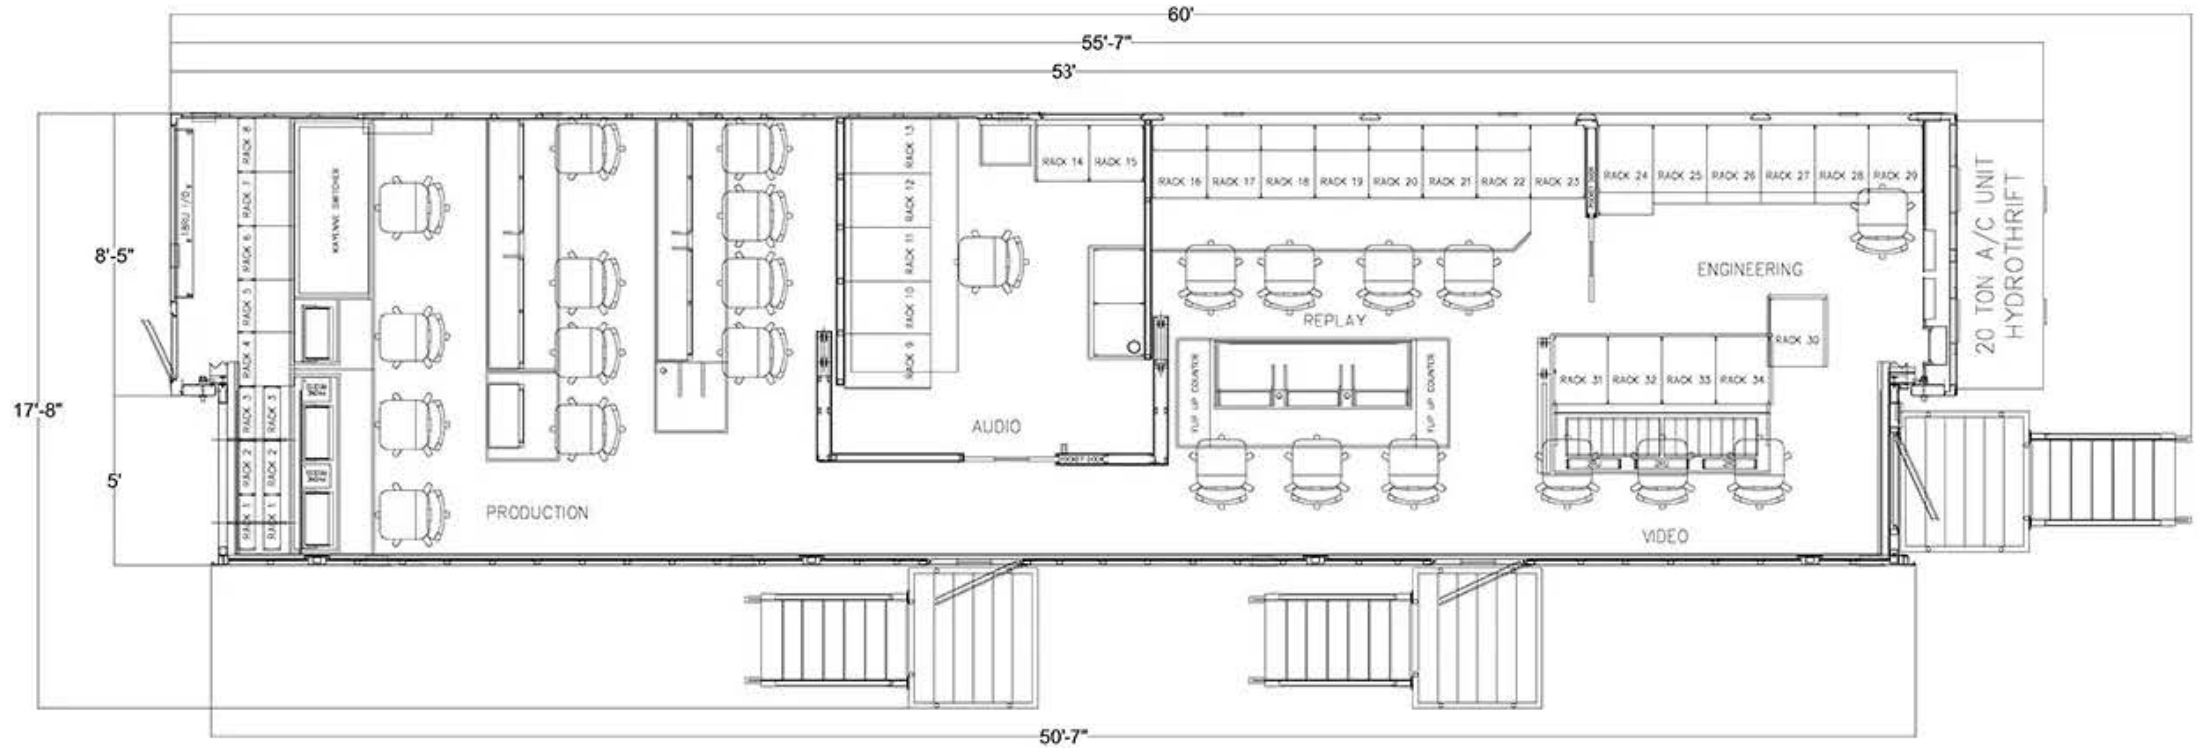 60'
55'-7"
53'
8'-5"
17'-8"
5'
50'-7"
RACK 8
RACK 7
RACK 6
RACK 5
RACK 4
RACK 3
RACK 3
RACK 2
RACK 2
RACK 1
RACK 1
PRODUCTION
RACK 13
RACK 12
RACK 11
RACK 10
RACK 9
RACK 14
RACK 15
AUDIO
POCKET DOOR
RACK 16
RACK 17
RACK 18
RACK 19
RACK 20
RACK 21
RACK 22
RACK 23
POCKET DOOR
REPLAY
FLIP UP COUNTER
FLIP UP COUNTER
RACK 24
RACK 25
RACK 26
RACK 27
RACK 28
RACK 29
ENGINEERING
RACK 30
RACK 31
RACK 32
RACK 33
RACK 34
VIDEO
20 TON A/C UNIT
HYDROTHRIFT